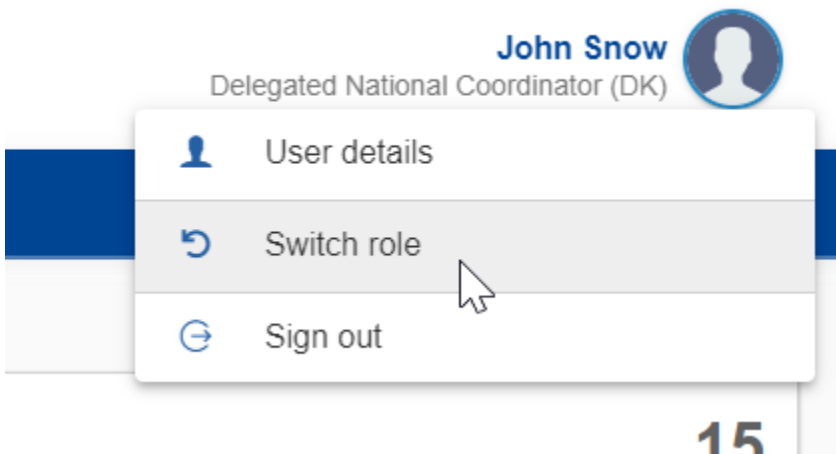 John Snow
Delegated National Coordinator (DK)
User details
Switch role
Sign out
15